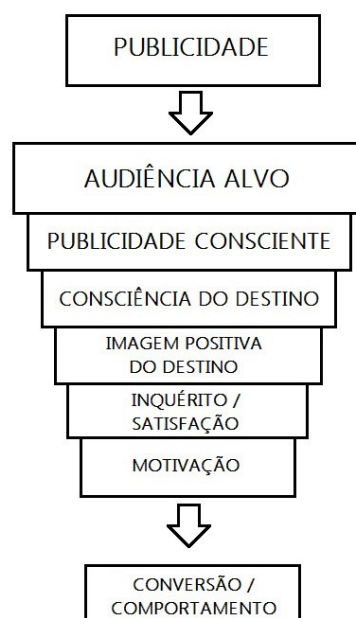 PUBLICIDADE
AUDIÊNCIA ALVO
PUBLICIDADE CONSCIENTE
CONSCIÊNCIA DO DESTINO
IMAGEM POSITIVA
DO DESTINO
INQUÉRITO /
SATISFAÇÃO
MOTIVAÇÃO
CONVERSÃO /
COMPORTAMENTO